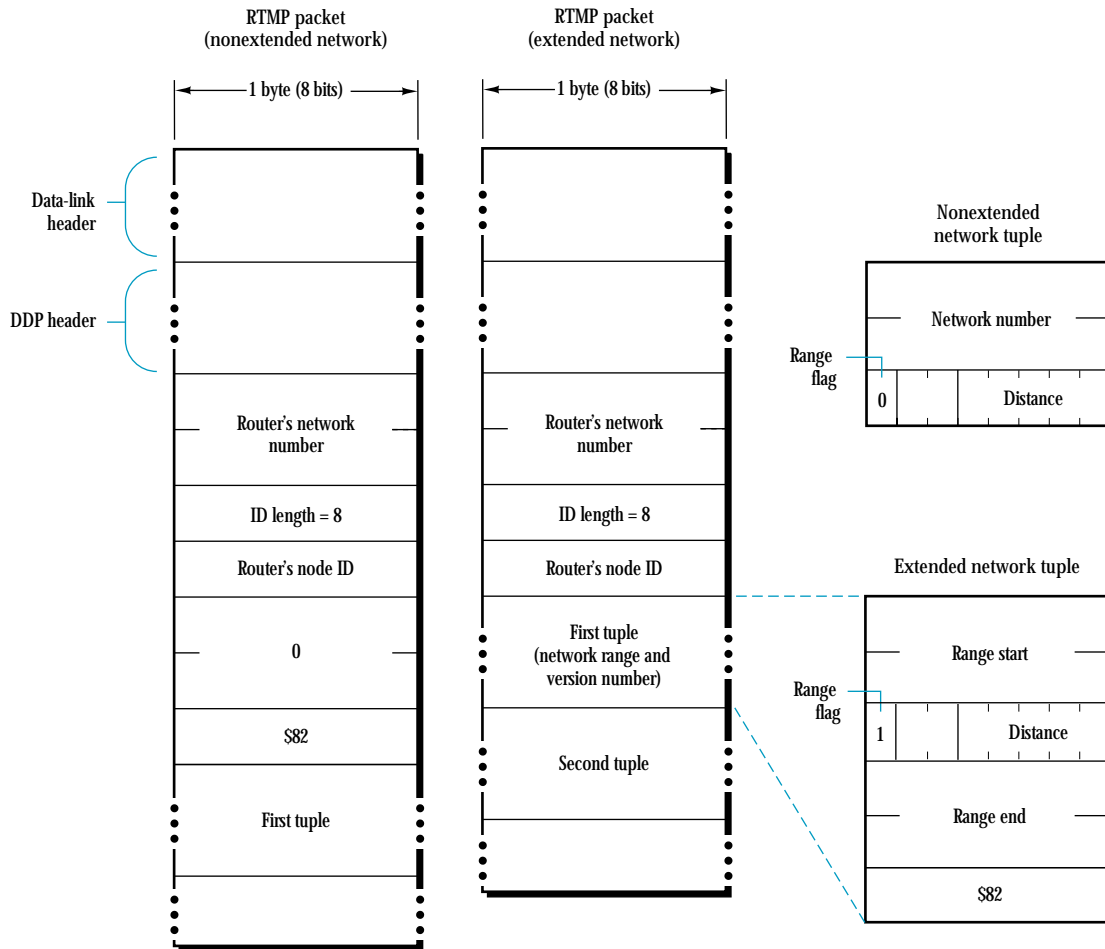 RTMP packet
(nonextended network)
RTMP packet
(extended network)
1 byte (8 bits)
1 byte (8 bits)
Data-link
header
DDP header
Router's network
number
ID length = 8
Router's node ID
0
$82
First tuple
Router's network
number
ID length = 8
Router's node ID
First tuple
(network range and
version number)
Second tuple
Nonextended
network tuple
Network number
Range
flag
0
Distance
Extended network tuple
Range start
Range
flag
1
Distance
Range end
$82